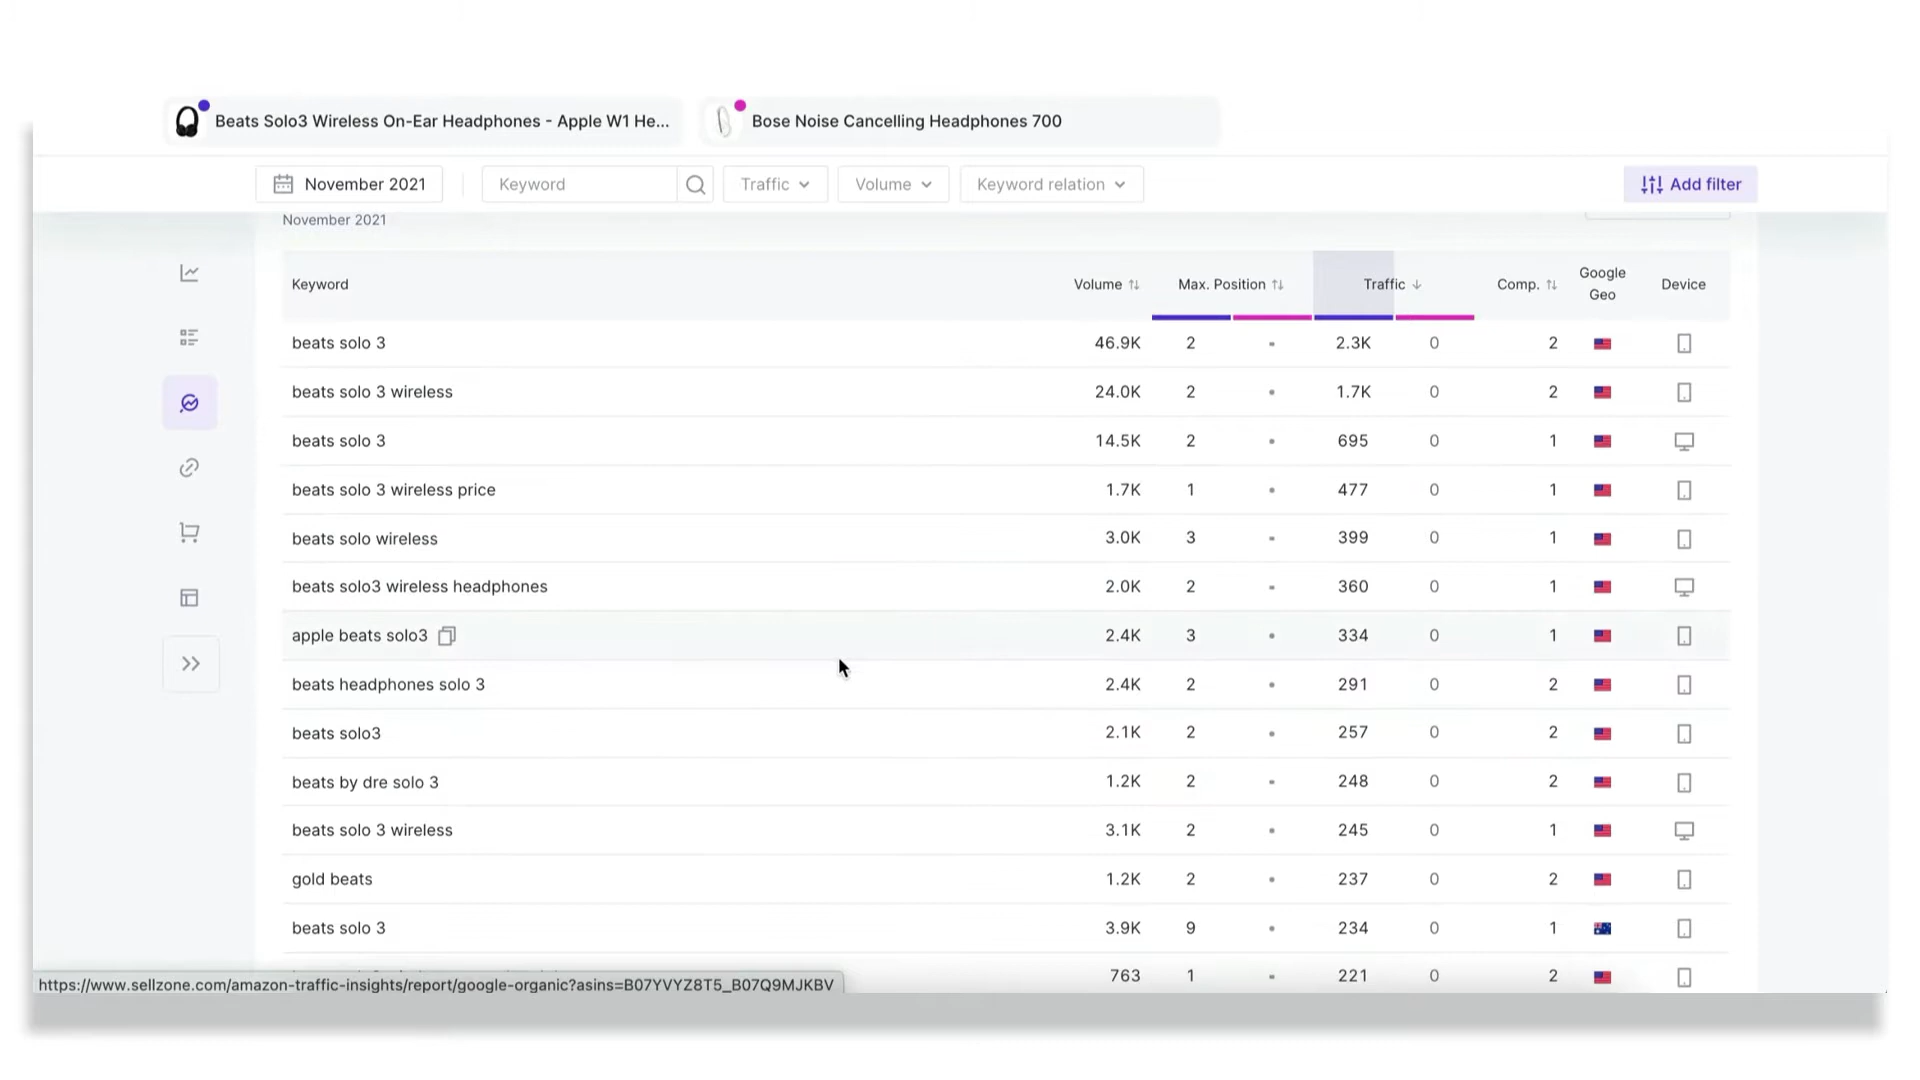 Beats Solo3 Wireless On-Ear Headphones - Apple W1 He...
Bose Noise Cancelling Headphones 700
November 2021
Keyword
Traffic
Volume
Keyword relation
Add filter
November 2021
Keyword Volume Max. Position Traffic Comp. Google Geo Device
beats solo 3 46.9K 2 - 2.3K 0 2
beats solo 3 wireless 24.0K 2 - 1.7K 0 2
beats solo 3 14.5K 2 - 695 0 1
beats solo 3 wireless price 1.7K 1 - 477 0 1
beats solo wireless 3.0K 3 - 399 0 1
beats solo3 wireless headphones 2.0K 2 - 360 0 1
apple beats solo3 2.4K 3 - 334 0 1
beats headphones solo 3 2.4K 2 - 291 0 2
beats solo3 2.1K 2 - 257 0 2
beats by dre solo 3 1.2K 2 - 248 0 2
beats solo 3 wireless 3.1K 2 - 245 0 1
gold beats 1.2K 2 - 237 0 2
beats solo 3 3.9K 9 - 234 0 1
763 1 - 221 0 2
https://www.sellzone.com/amazon-traffic-insights/report/google-organic?asins=B07YVYZ8T5_B07Q9MJKBV